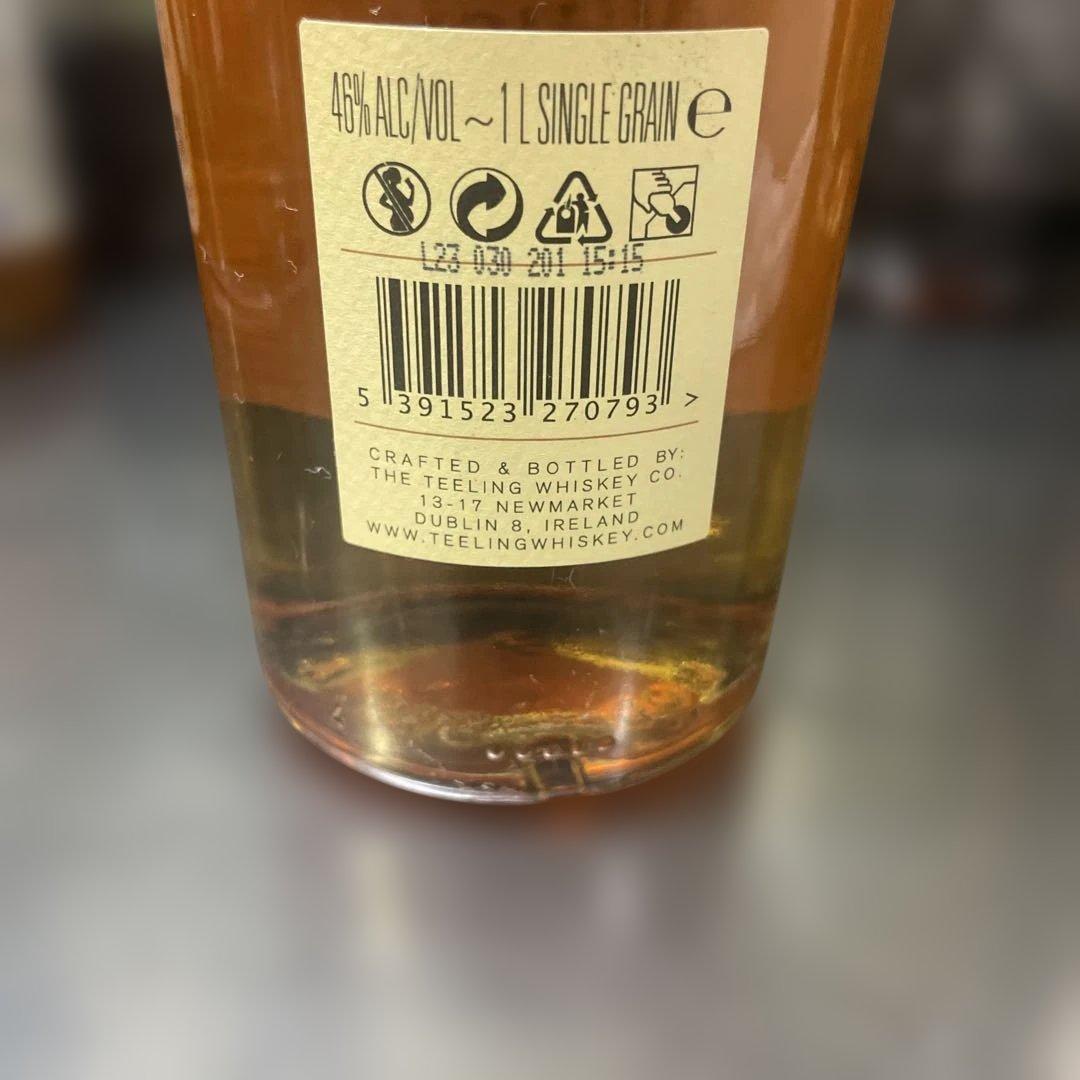 46% ALC/VOL ~ 1 L SINGLE GRAIN ℮
L23 030 201 15:15
5 391523 270793 >
CRAFTED & BOTTLED BY:
THE TEELING WHISKEY CO.
13-17 NEWMARKET
DUBLIN 8, IRELAND
WWW.TEELINGWHISKEY.COM